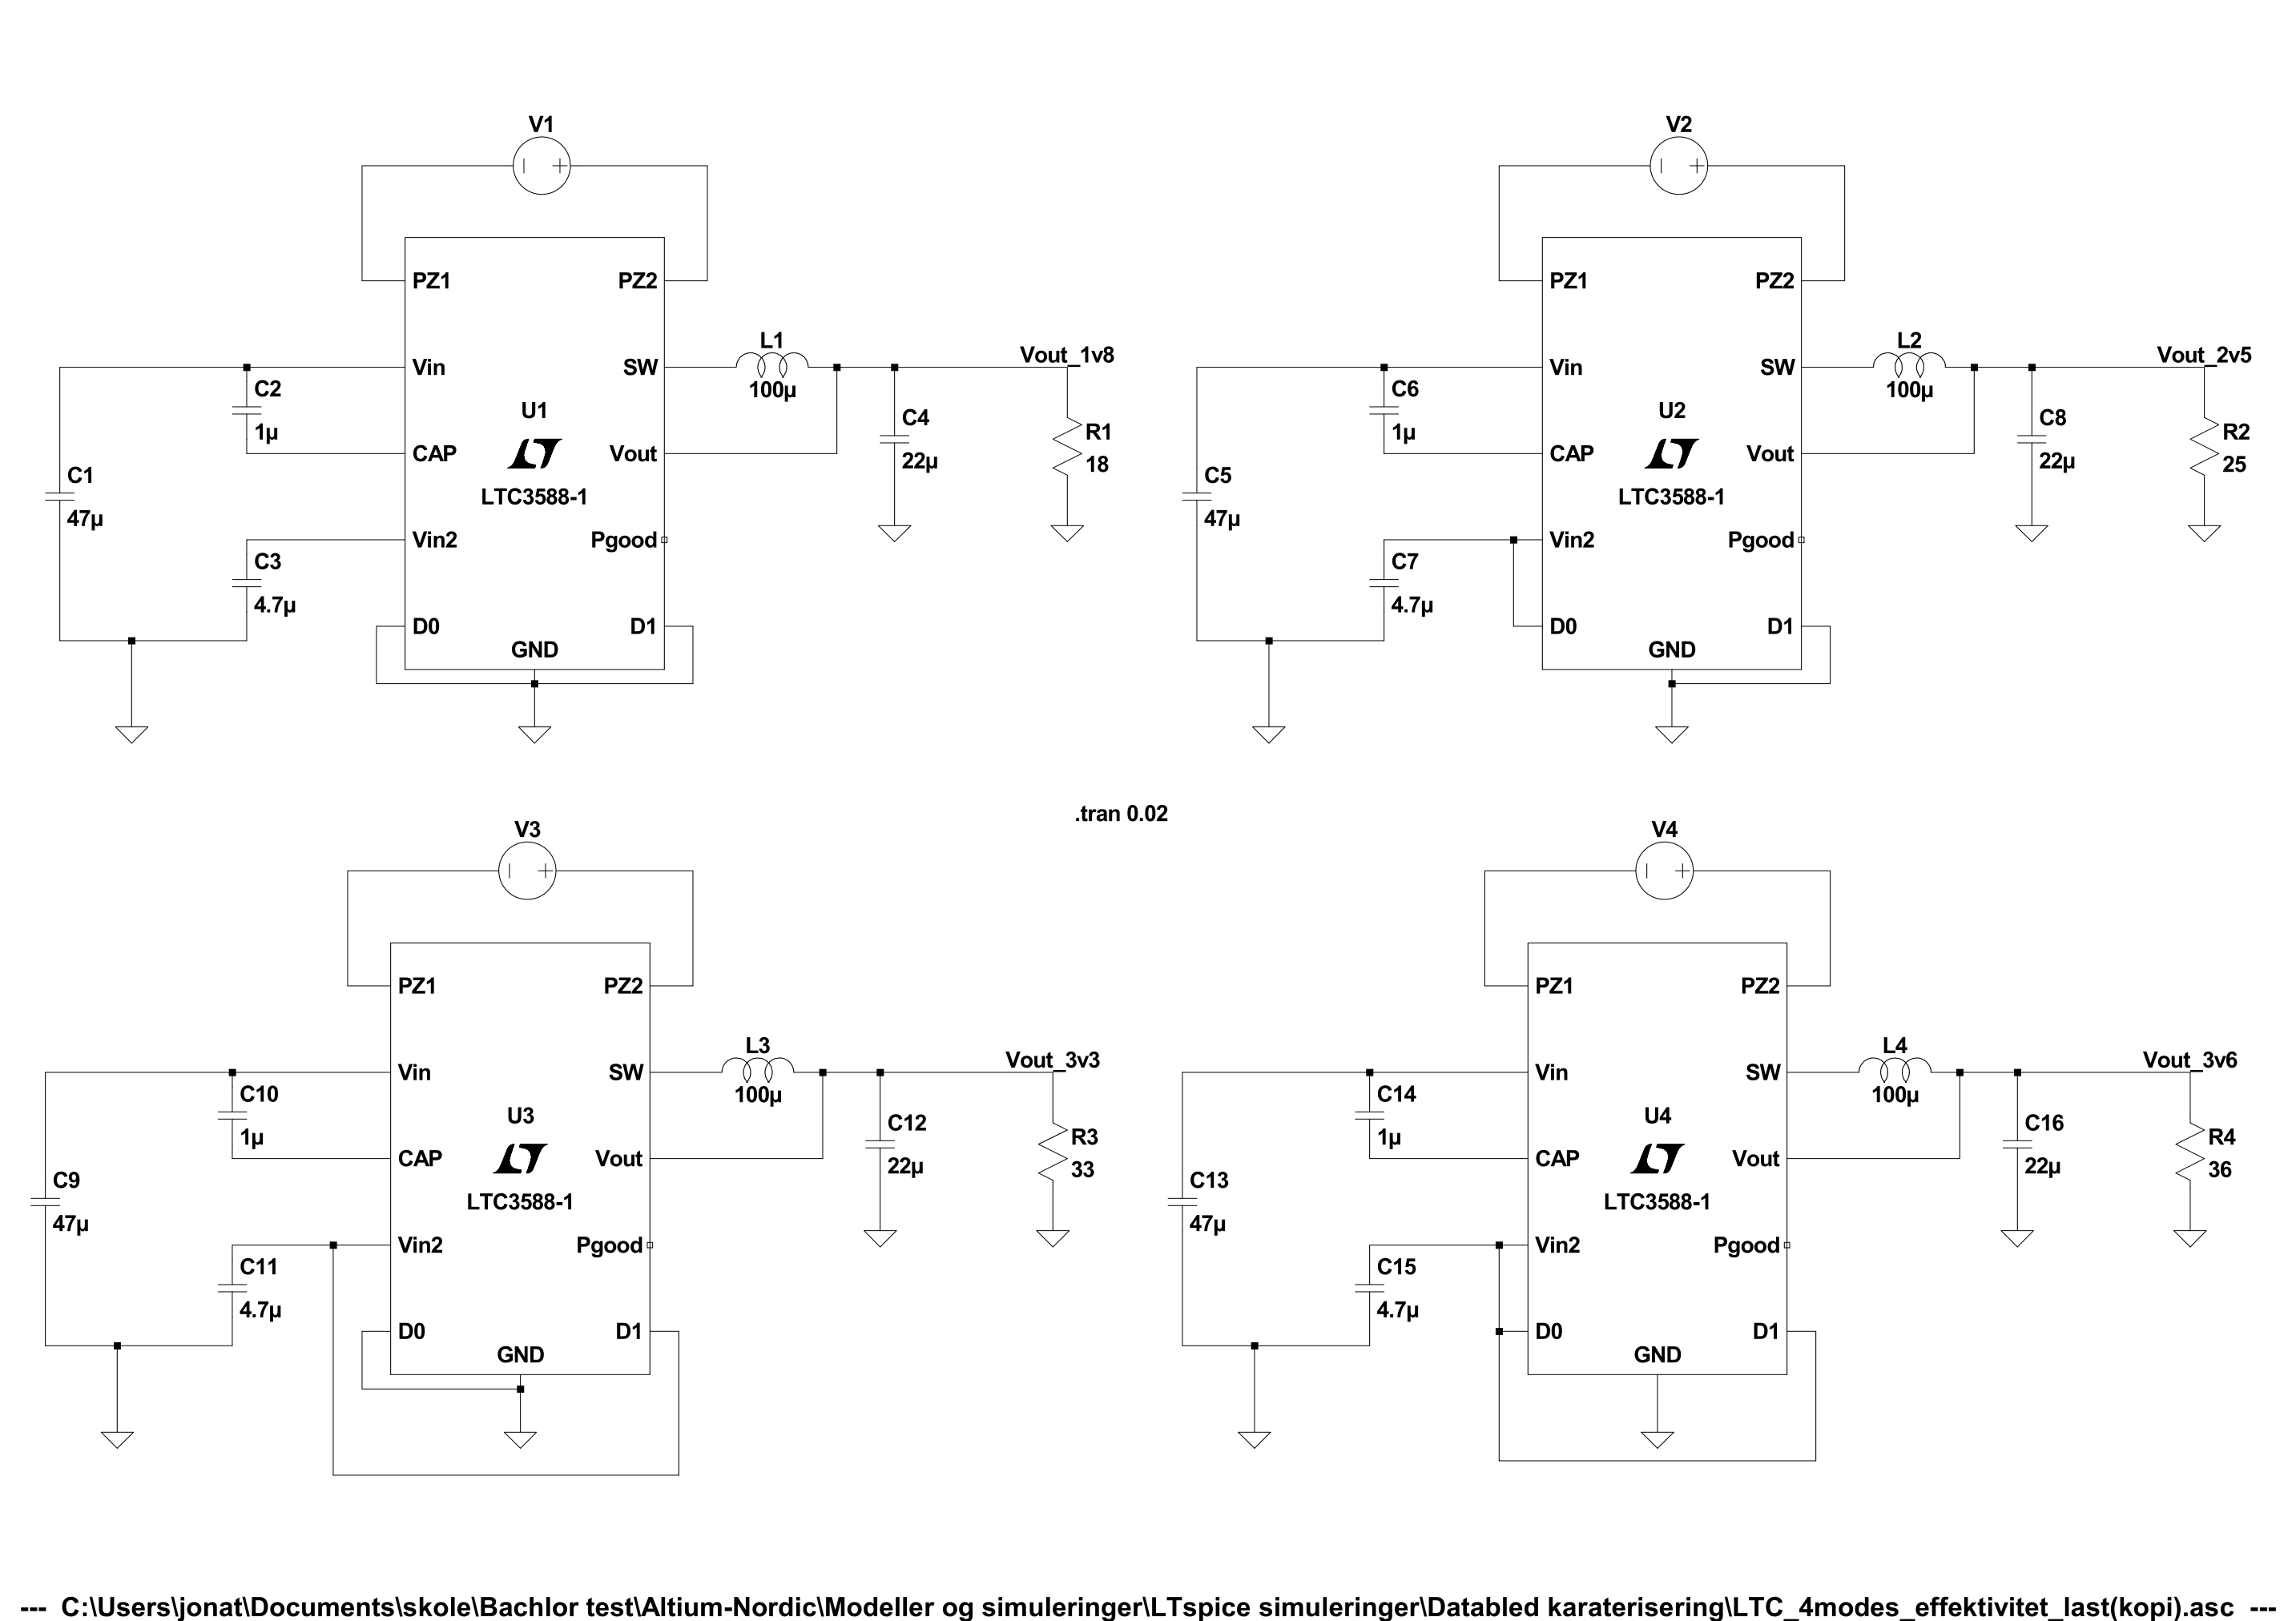 V1
PZ1 PZ2
Vin SW
L1
100µ
Vout_1v8
C2
1µ
U1
CAP Vout
LTC3588-1
C1
47µ
C4
22µ
R1
18
Vin2 Pgood
C3
4.7µ
D0 D1
GND
V2
PZ1 PZ2
Vin SW
L2
100µ
Vout_2v5
C6
1µ
U2
CAP Vout
LTC3588-1
C5
47µ
C8
22µ
R2
25
Vin2 Pgood
C7
4.7µ
D0 D1
GND
.tran 0.02
V3
PZ1 PZ2
Vin SW
L3
100µ
Vout_3v3
C10
1µ
U3
CAP Vout
LTC3588-1
C9
47µ
C12
22µ
R3
33
Vin2 Pgood
C11
4.7µ
D0 D1
GND
V4
PZ1 PZ2
Vin SW
L4
100µ
Vout_3v6
C14
1µ
U4
CAP Vout
LTC3588-1
C13
47µ
C16
22µ
R4
36
Vin2 Pgood
C15
4.7µ
D0 D1
GND
--- C:\Users\jonat\Documents\skole\Bachlor test\Altium-Nordic\Modeller og simuleringer\LTspice simuleringer\Databled karaterisering\LTC_4modes_effektivitet_last(kopi).asc ---